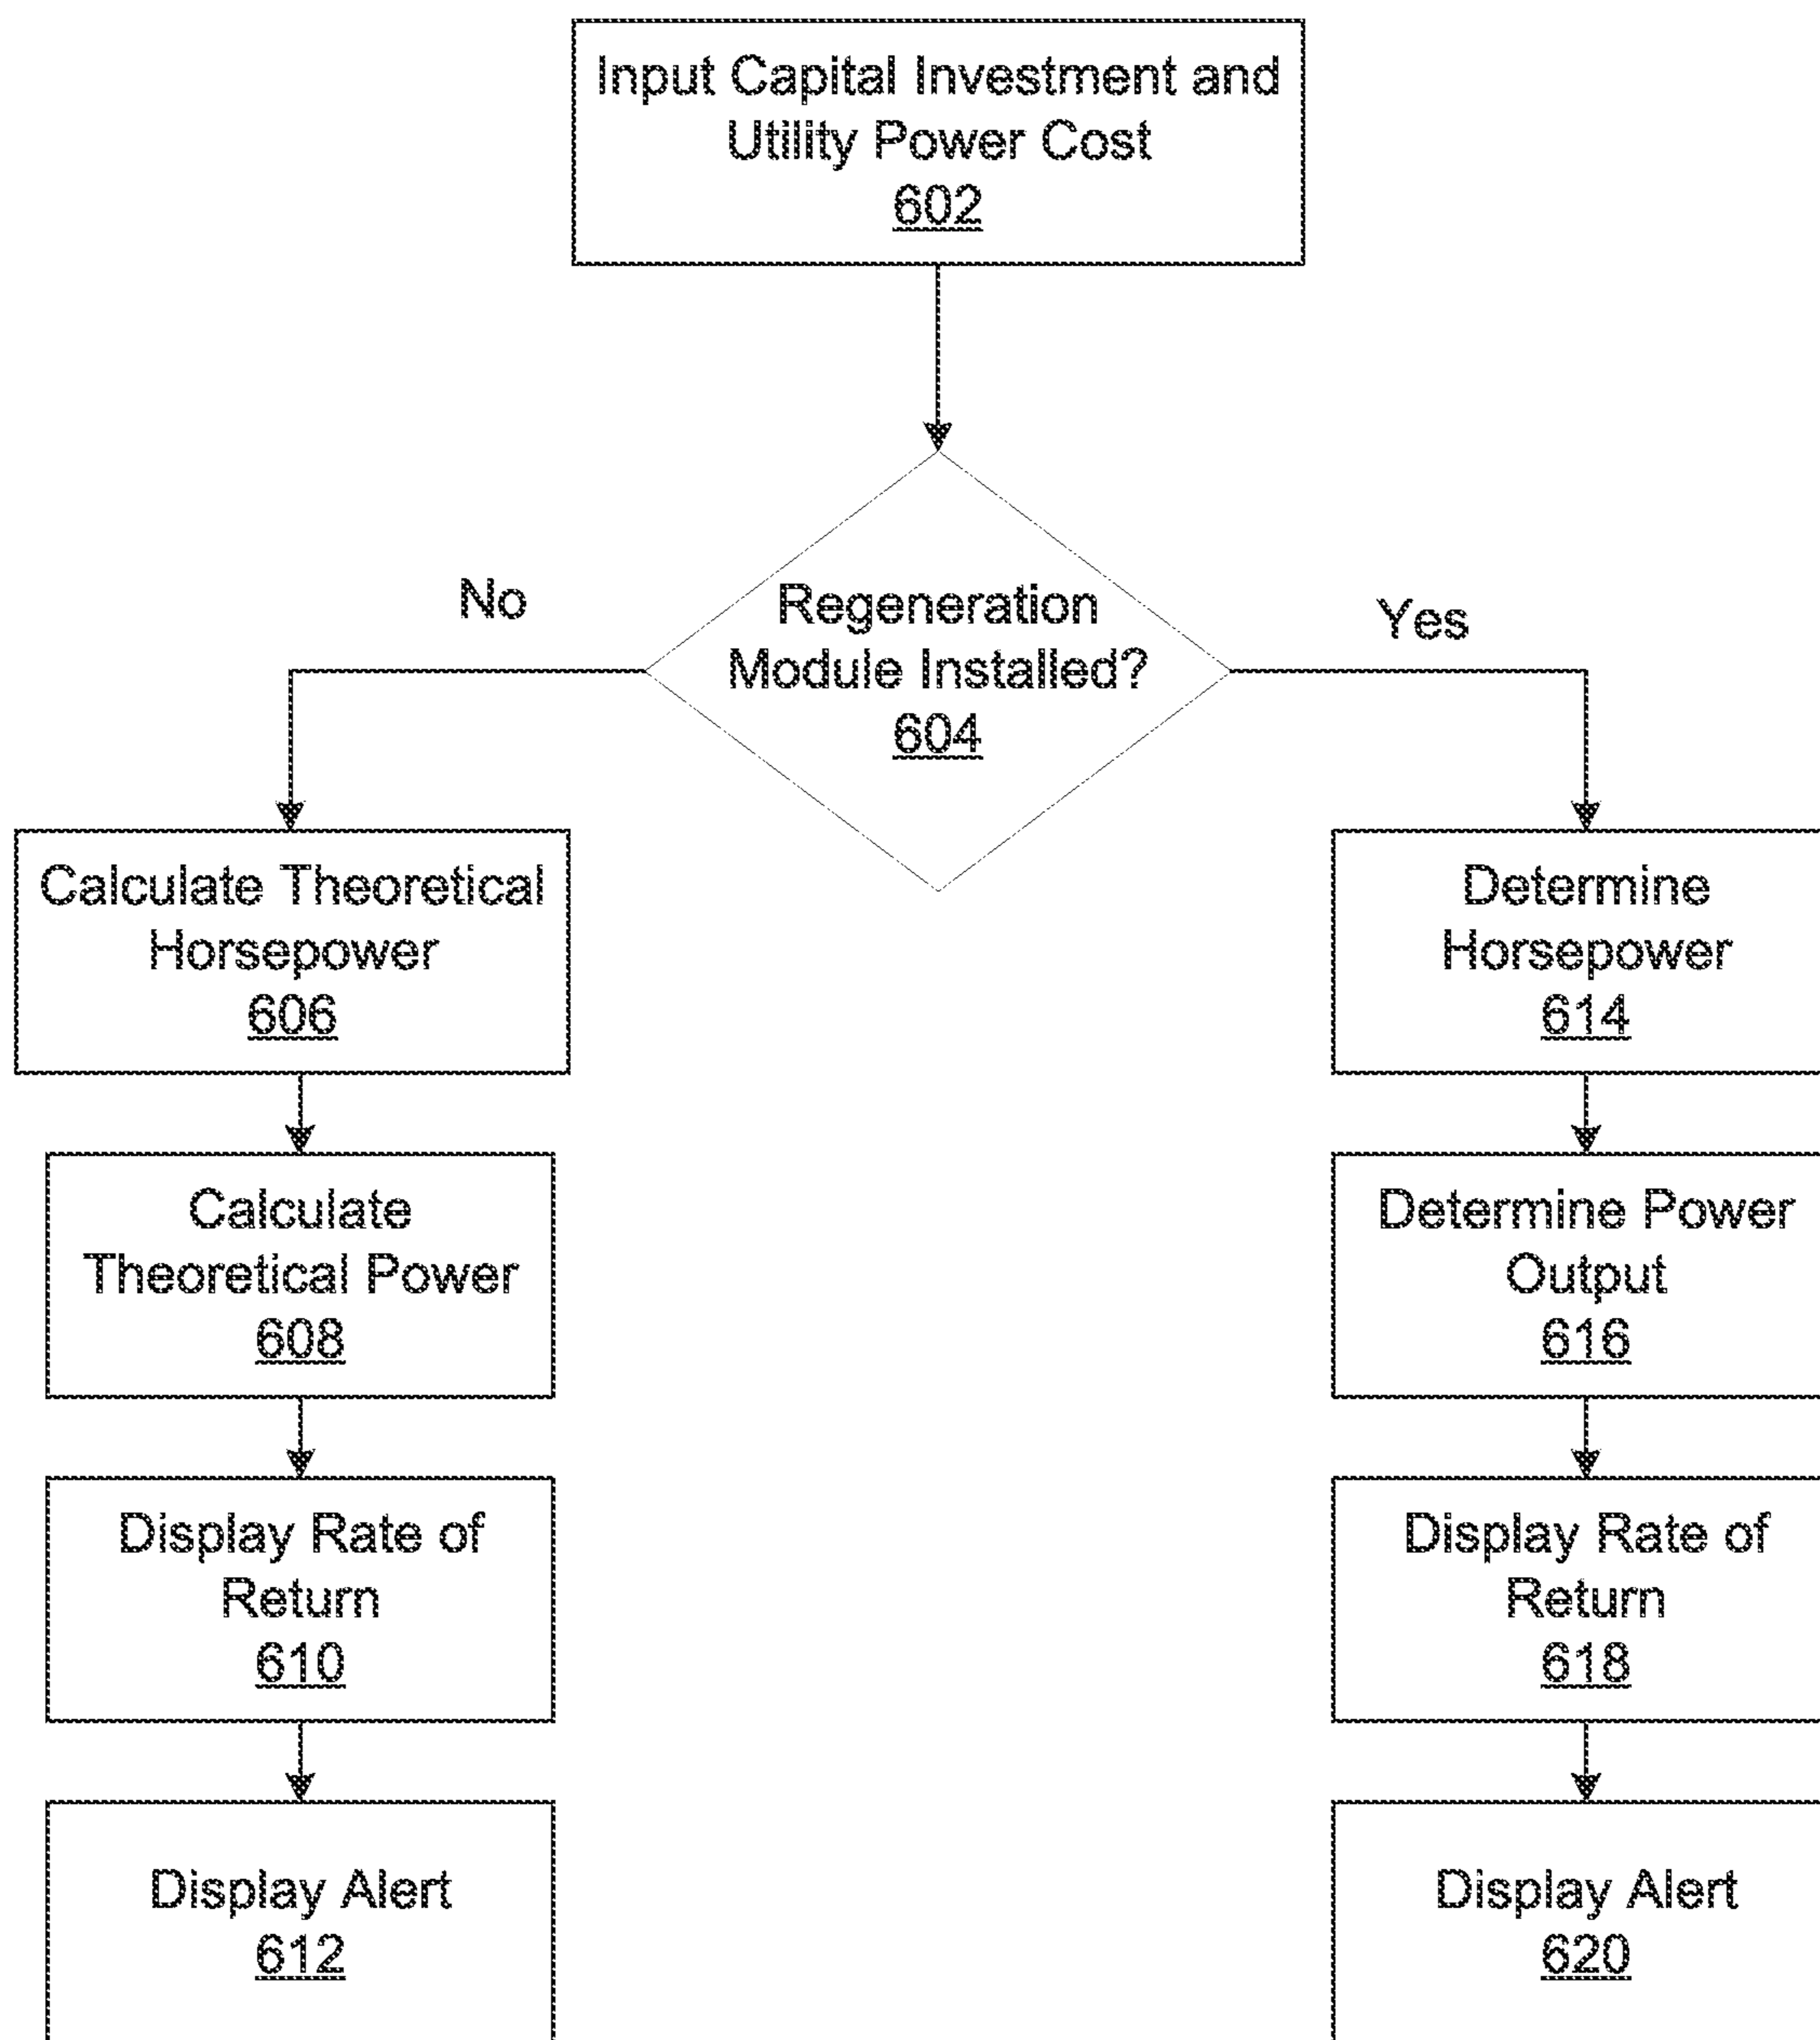 Input Capital Investment and
Utility Power Cost
602
No
Regeneration
Module Installed?
604
Yes
Calculate Theoretical
Horsepower
606
Calculate
Theoretical Power
608
Display Rate of
Return
610
Display Alert
612
Determine
Horsepower
614
Determine Power
Output
616
Display Rate of
Return
618
Display Alert
620